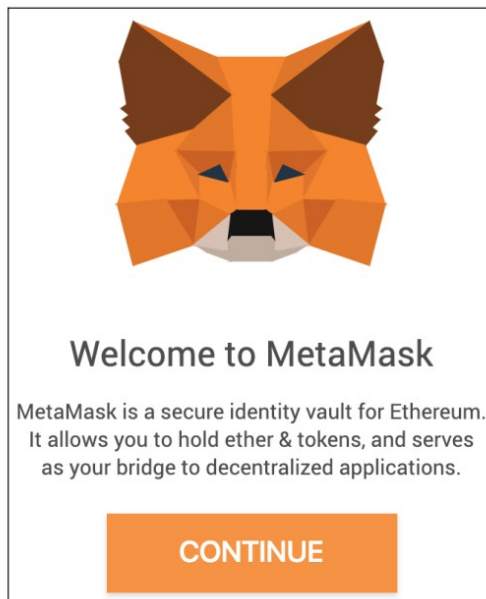 Welcome to MetaMask
MetaMask is a secure identity vault for Ethereum.
It allows you to hold ether & tokens, and serves
as your bridge to decentralized applications.
CONTINUE